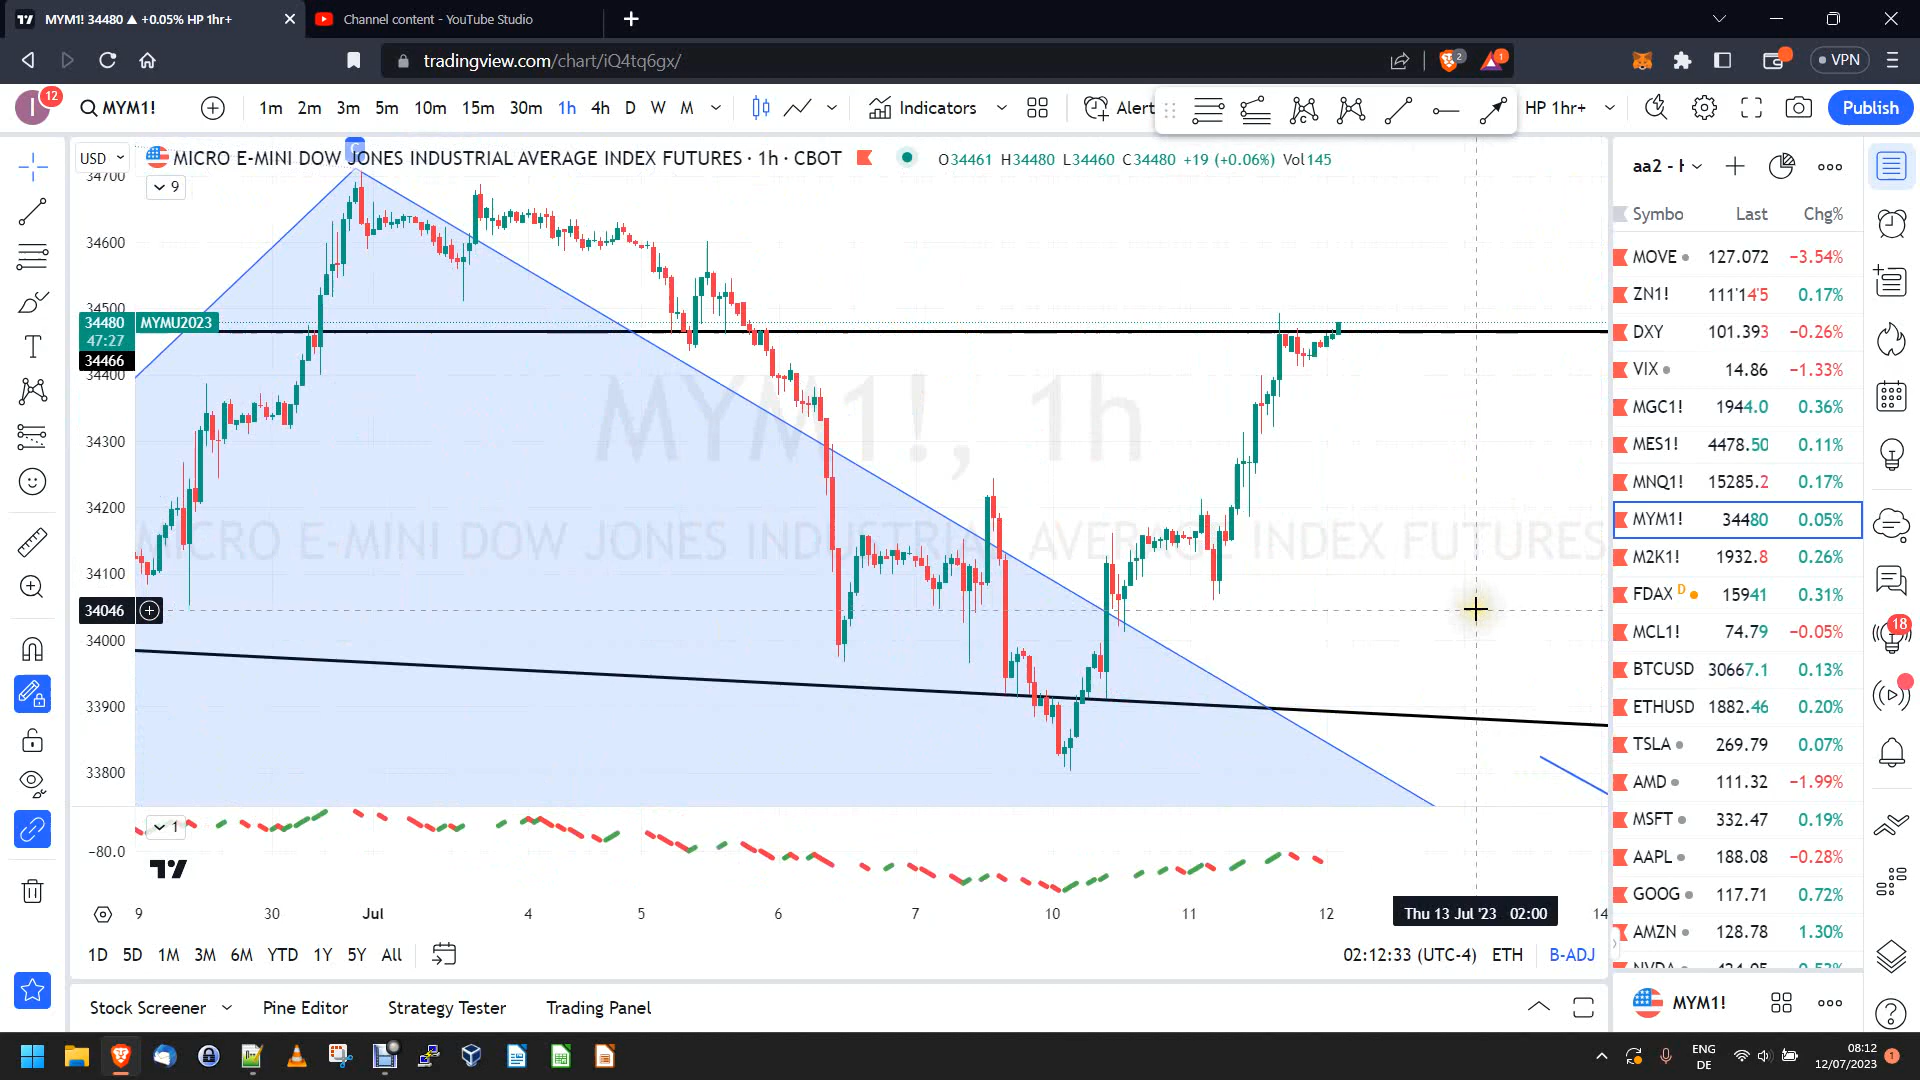 MYM1! 34480 ▲ +0.05% HP 1hr+
Channel content - YouTube Studio
tradingview.com/chart/iQ4tq6gx/
2
1
VPN
I
12
MYM1!
1m 2m 3m 5m 10m 15m 30m 1h 4h D W M
Indicators
Alert
HP 1hr+
Publish
USD
MICRO E-MINI DOW JONES INDUSTRIAL AVERAGE INDEX FUTURES · 1h · CBOT
O34461 H34480 L34460 C34480 +19 (+0.06%) Vol145
C
9
34700
34600
34500
34480 MYMU2023
47:27
34466
34400
34300
34200
34100
34046
34000
33900
33800
MYM1!, 1h
MICRO E-MINI DOW JONES INDUSTRIAL AVERAGE INDEX FUTURES
1
−80.0
9 30 Jul 4 5 6 7 10 11 12 Thu 13 Jul '23 02:00 14
1D 5D 1M 3M 6M YTD 1Y 5Y All
02:12:33 (UTC-4) ETH B-ADJ
Stock Screener Pine Editor Strategy Tester Trading Panel
aa2 -
Symbo Last Chg%
MOVE 127.072 −3.54%
ZN1! 111'14'5 0.17%
DXY 101.393 −0.26%
VIX 14.86 −1.33%
MGC1! 1944.0 0.36%
MES1! 4478.50 0.11%
MNQ1! 15285.2 0.17%
MYM1! 34480 0.05%
M2K1! 1932.8 0.26%
FDAX D 15941 0.31%
MCL1! 74.79 −0.05%
BTCUSD 30667.1 0.13%
ETHUSD 1882.46 0.20%
TSLA 269.79 0.07%
AMD 111.32 −1.99%
MSFT 332.47 0.19%
AAPL 188.08 −0.28%
GOOG 117.71 0.72%
AMZN 128.78 1.30%
MYM1!
18
ENG
DE
08:12
12/07/2023
1